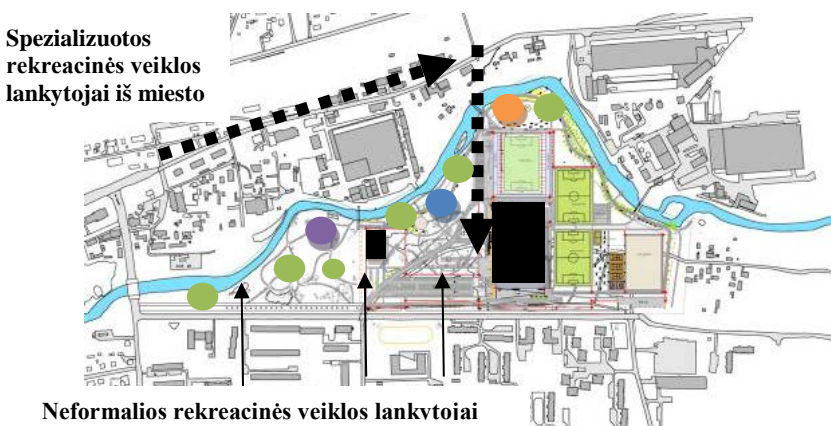 Spezializuotos
rekreacinės veiklos
lankytojai iš miesto
Neformalios rekreacinės veiklos lankytojai